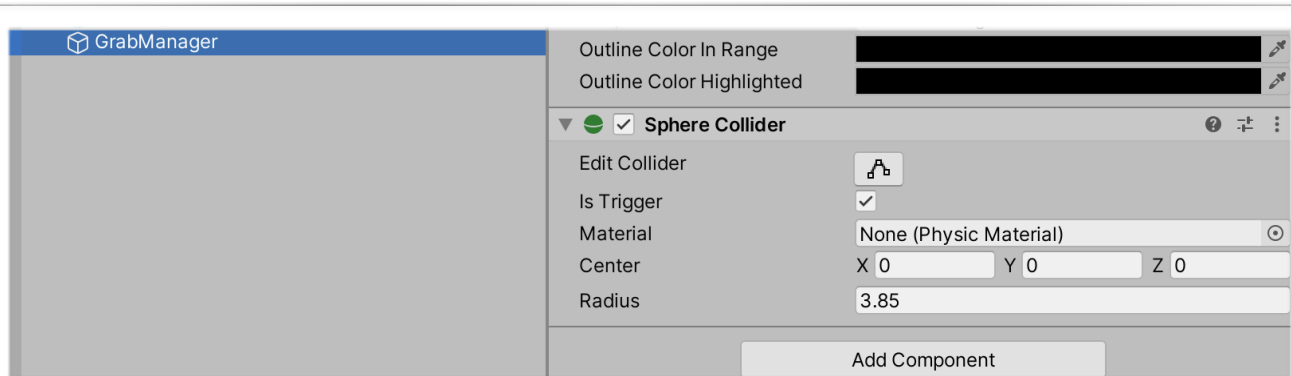 GrabManager
Outline Color In Range
Outline Color Highlighted
Sphere Collider
Edit Collider
Is Trigger
Material None (Physic Material)
Center X 0 Y 0 Z 0
Radius 3.85
Add Component